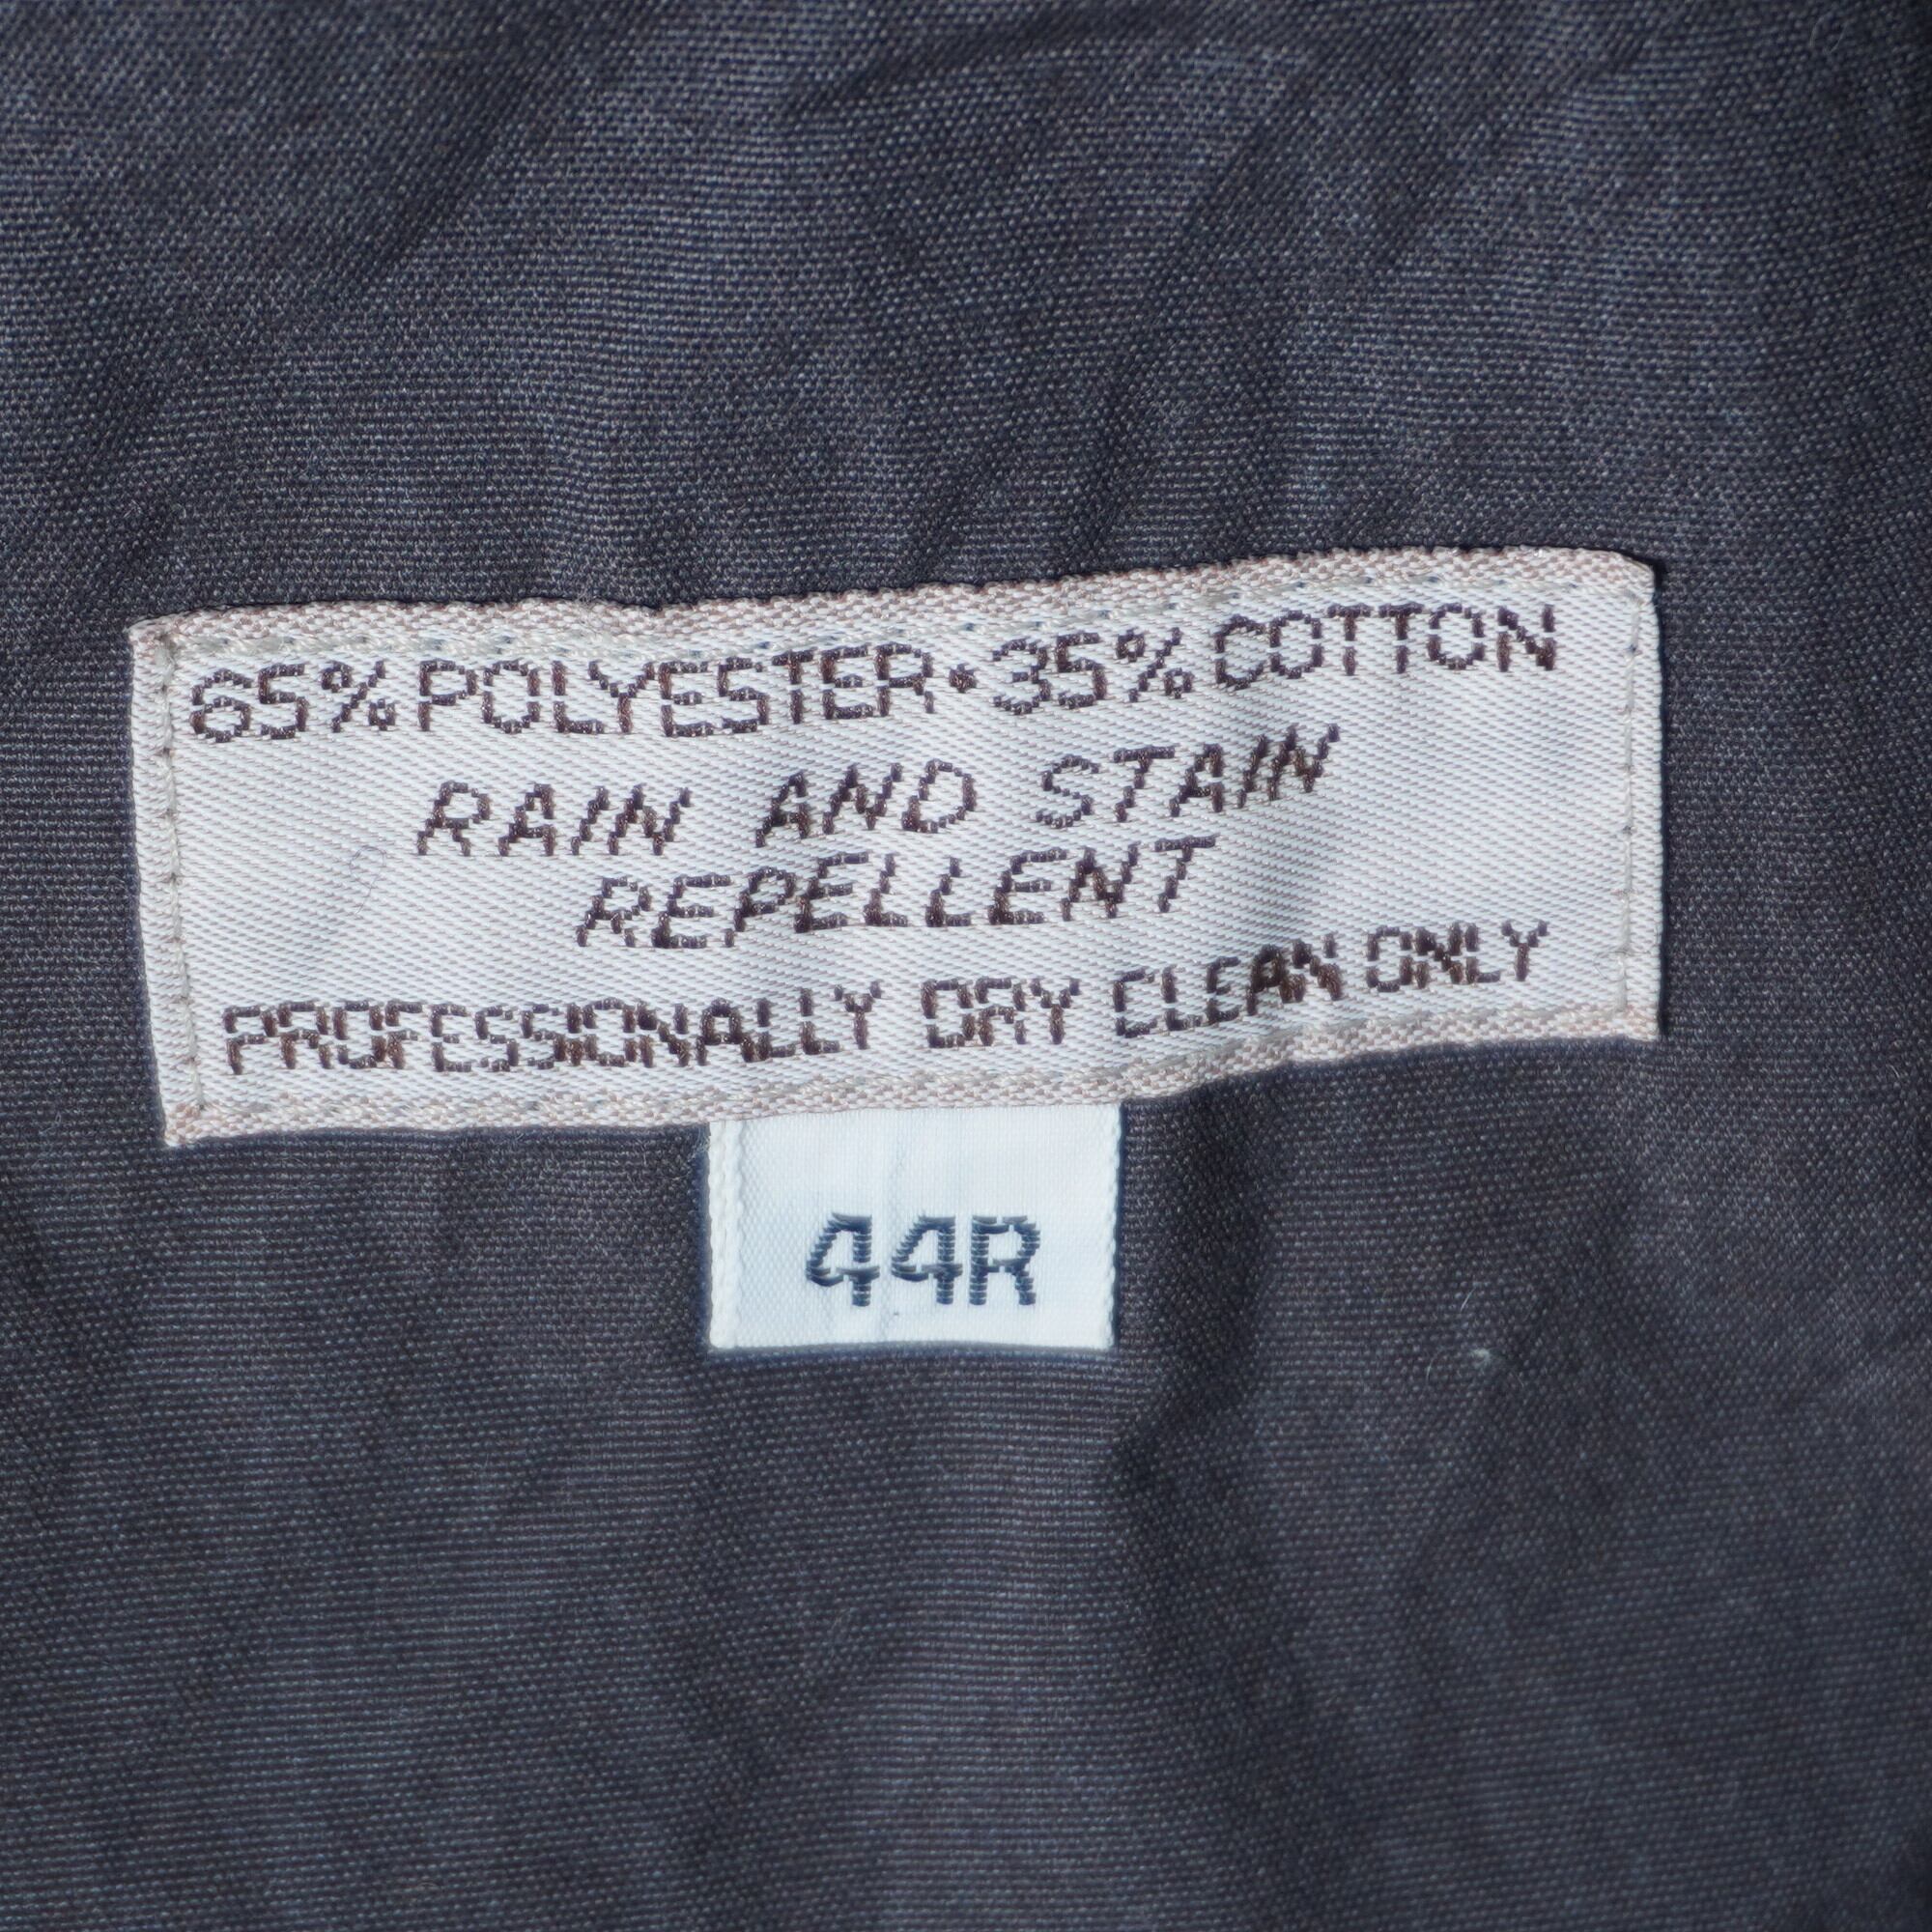 65% POLYESTER • 35% COTTON
RAIN AND STAIN
REPELLENT
PROFESSIONALLY DRY CLEAN ONLY
44R